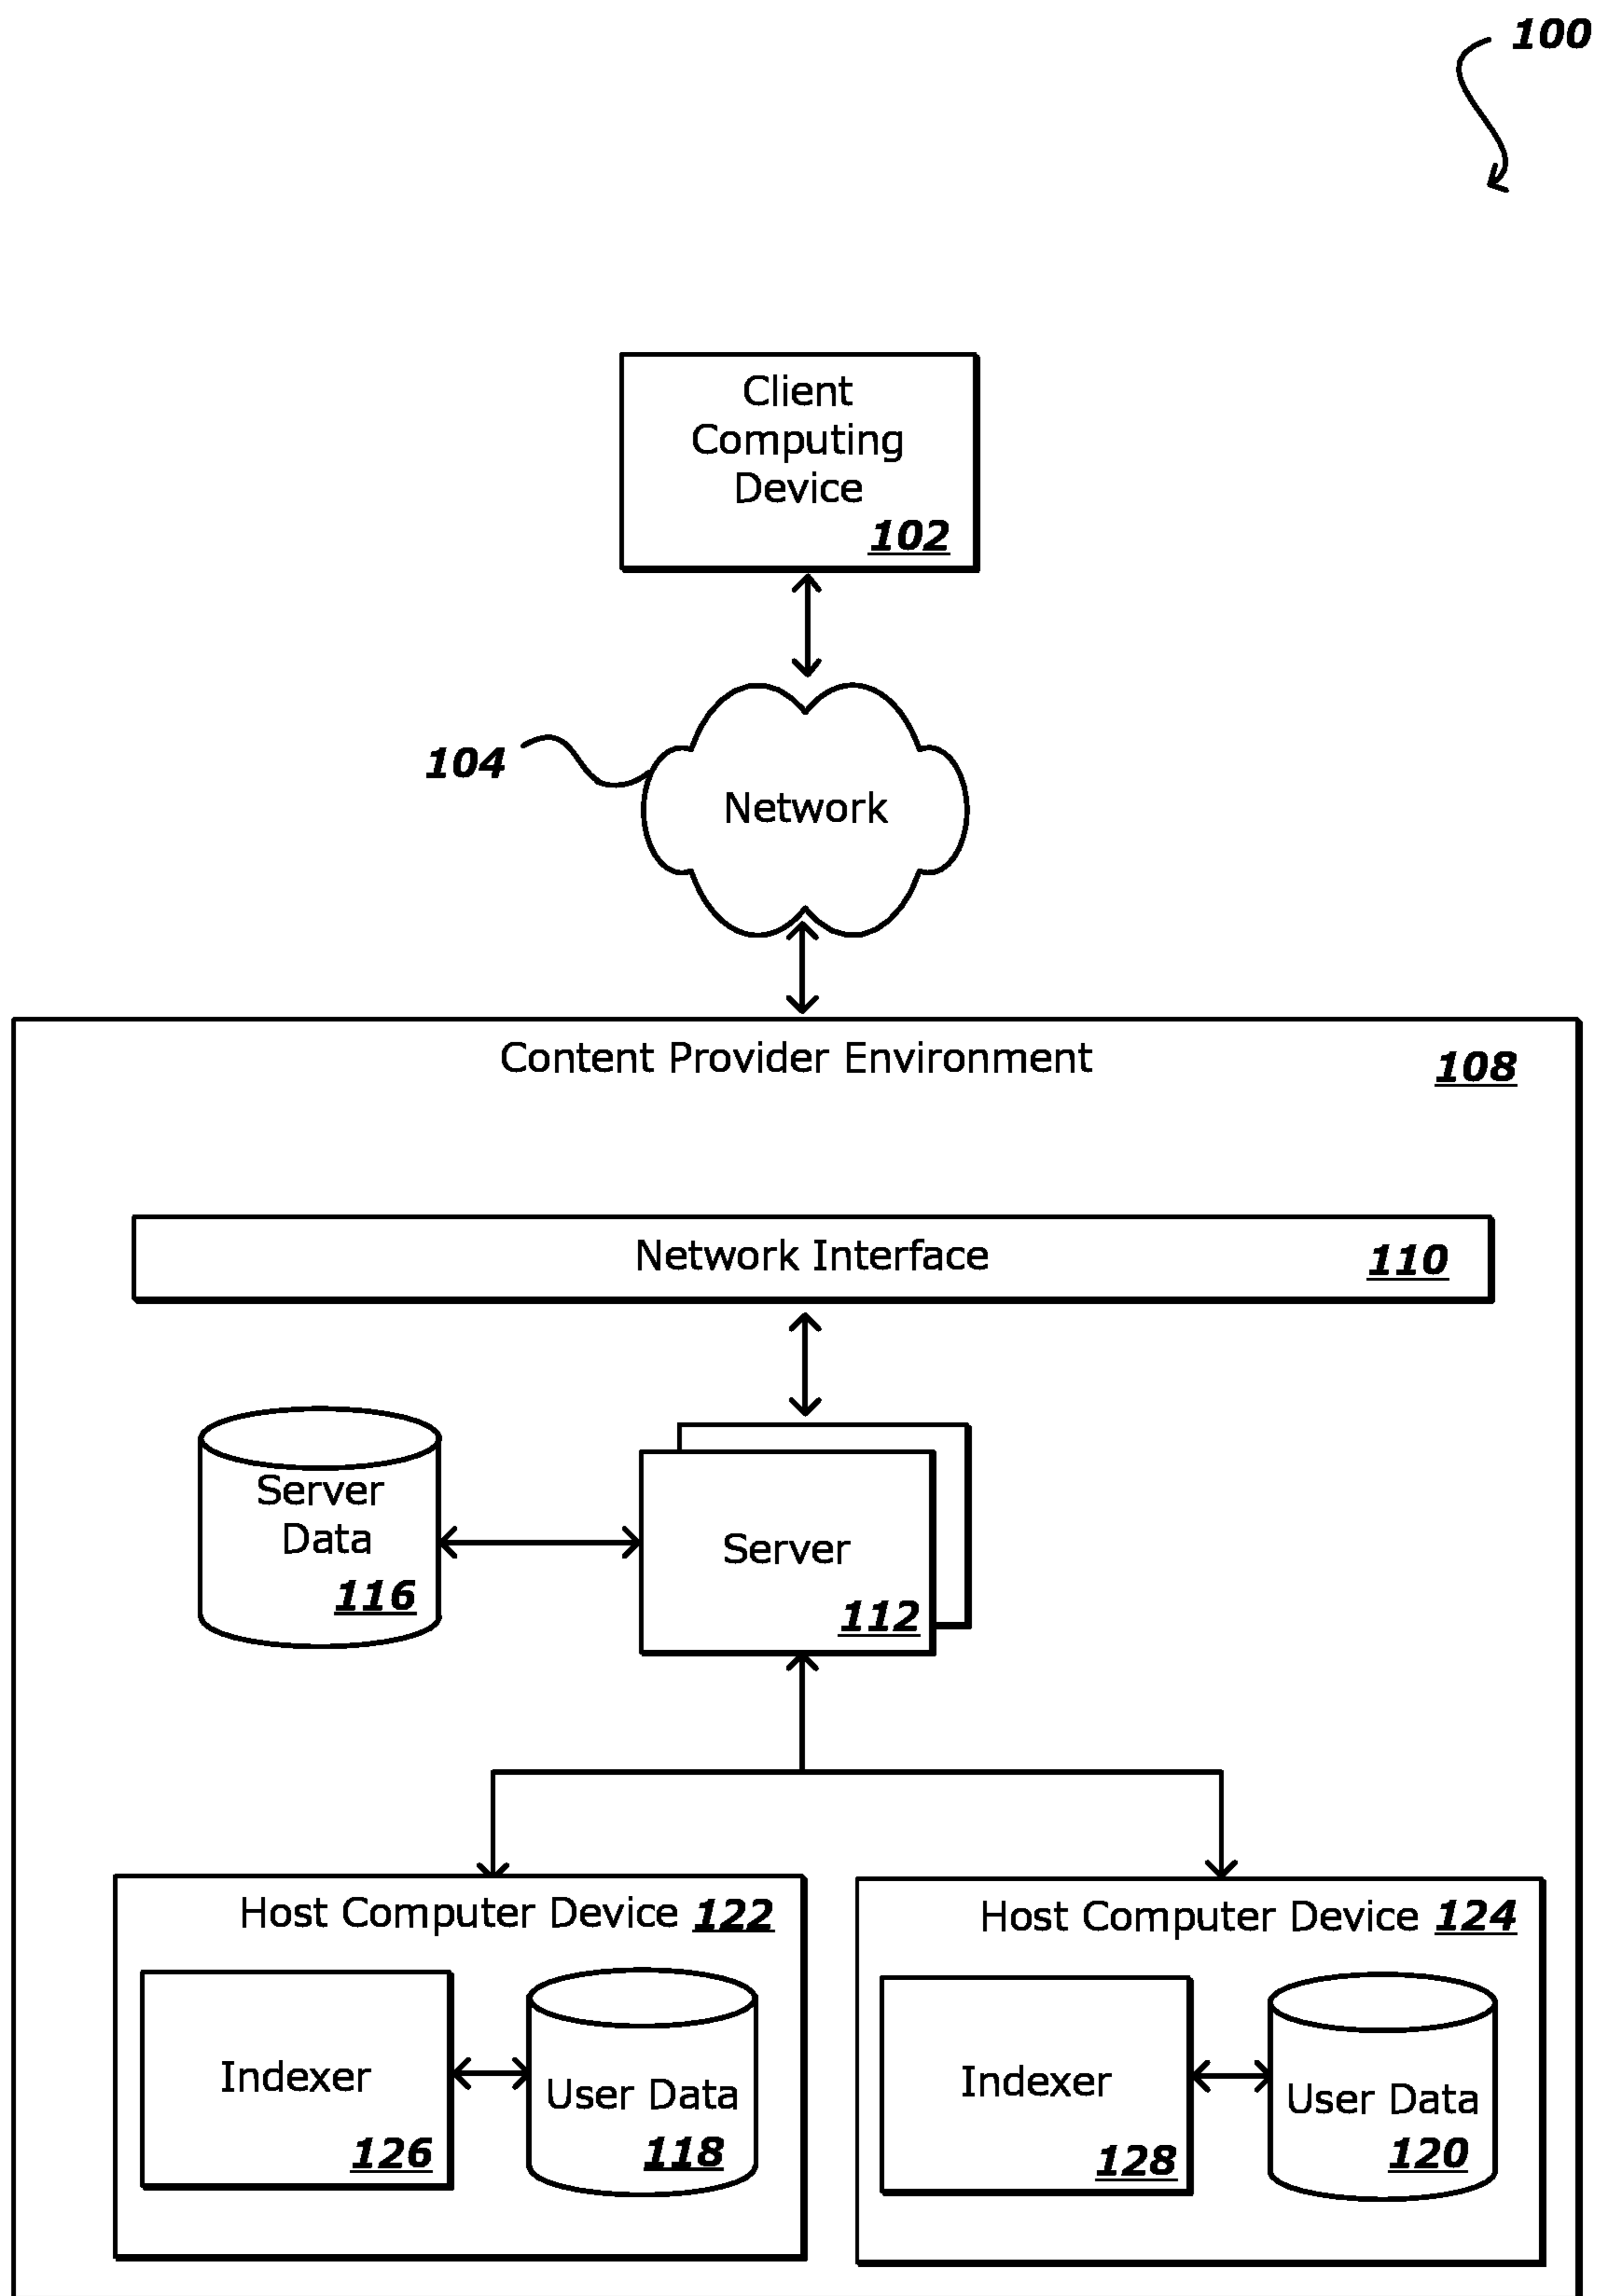 100
Client
Computing
Device
102
104
Network
Content Provider Environment
108
Network Interface
110
Server
Data
116
Server
112
Host Computer Device 122
Indexer
126
User Data
118
Host Computer Device 124
Indexer
128
User Data
120